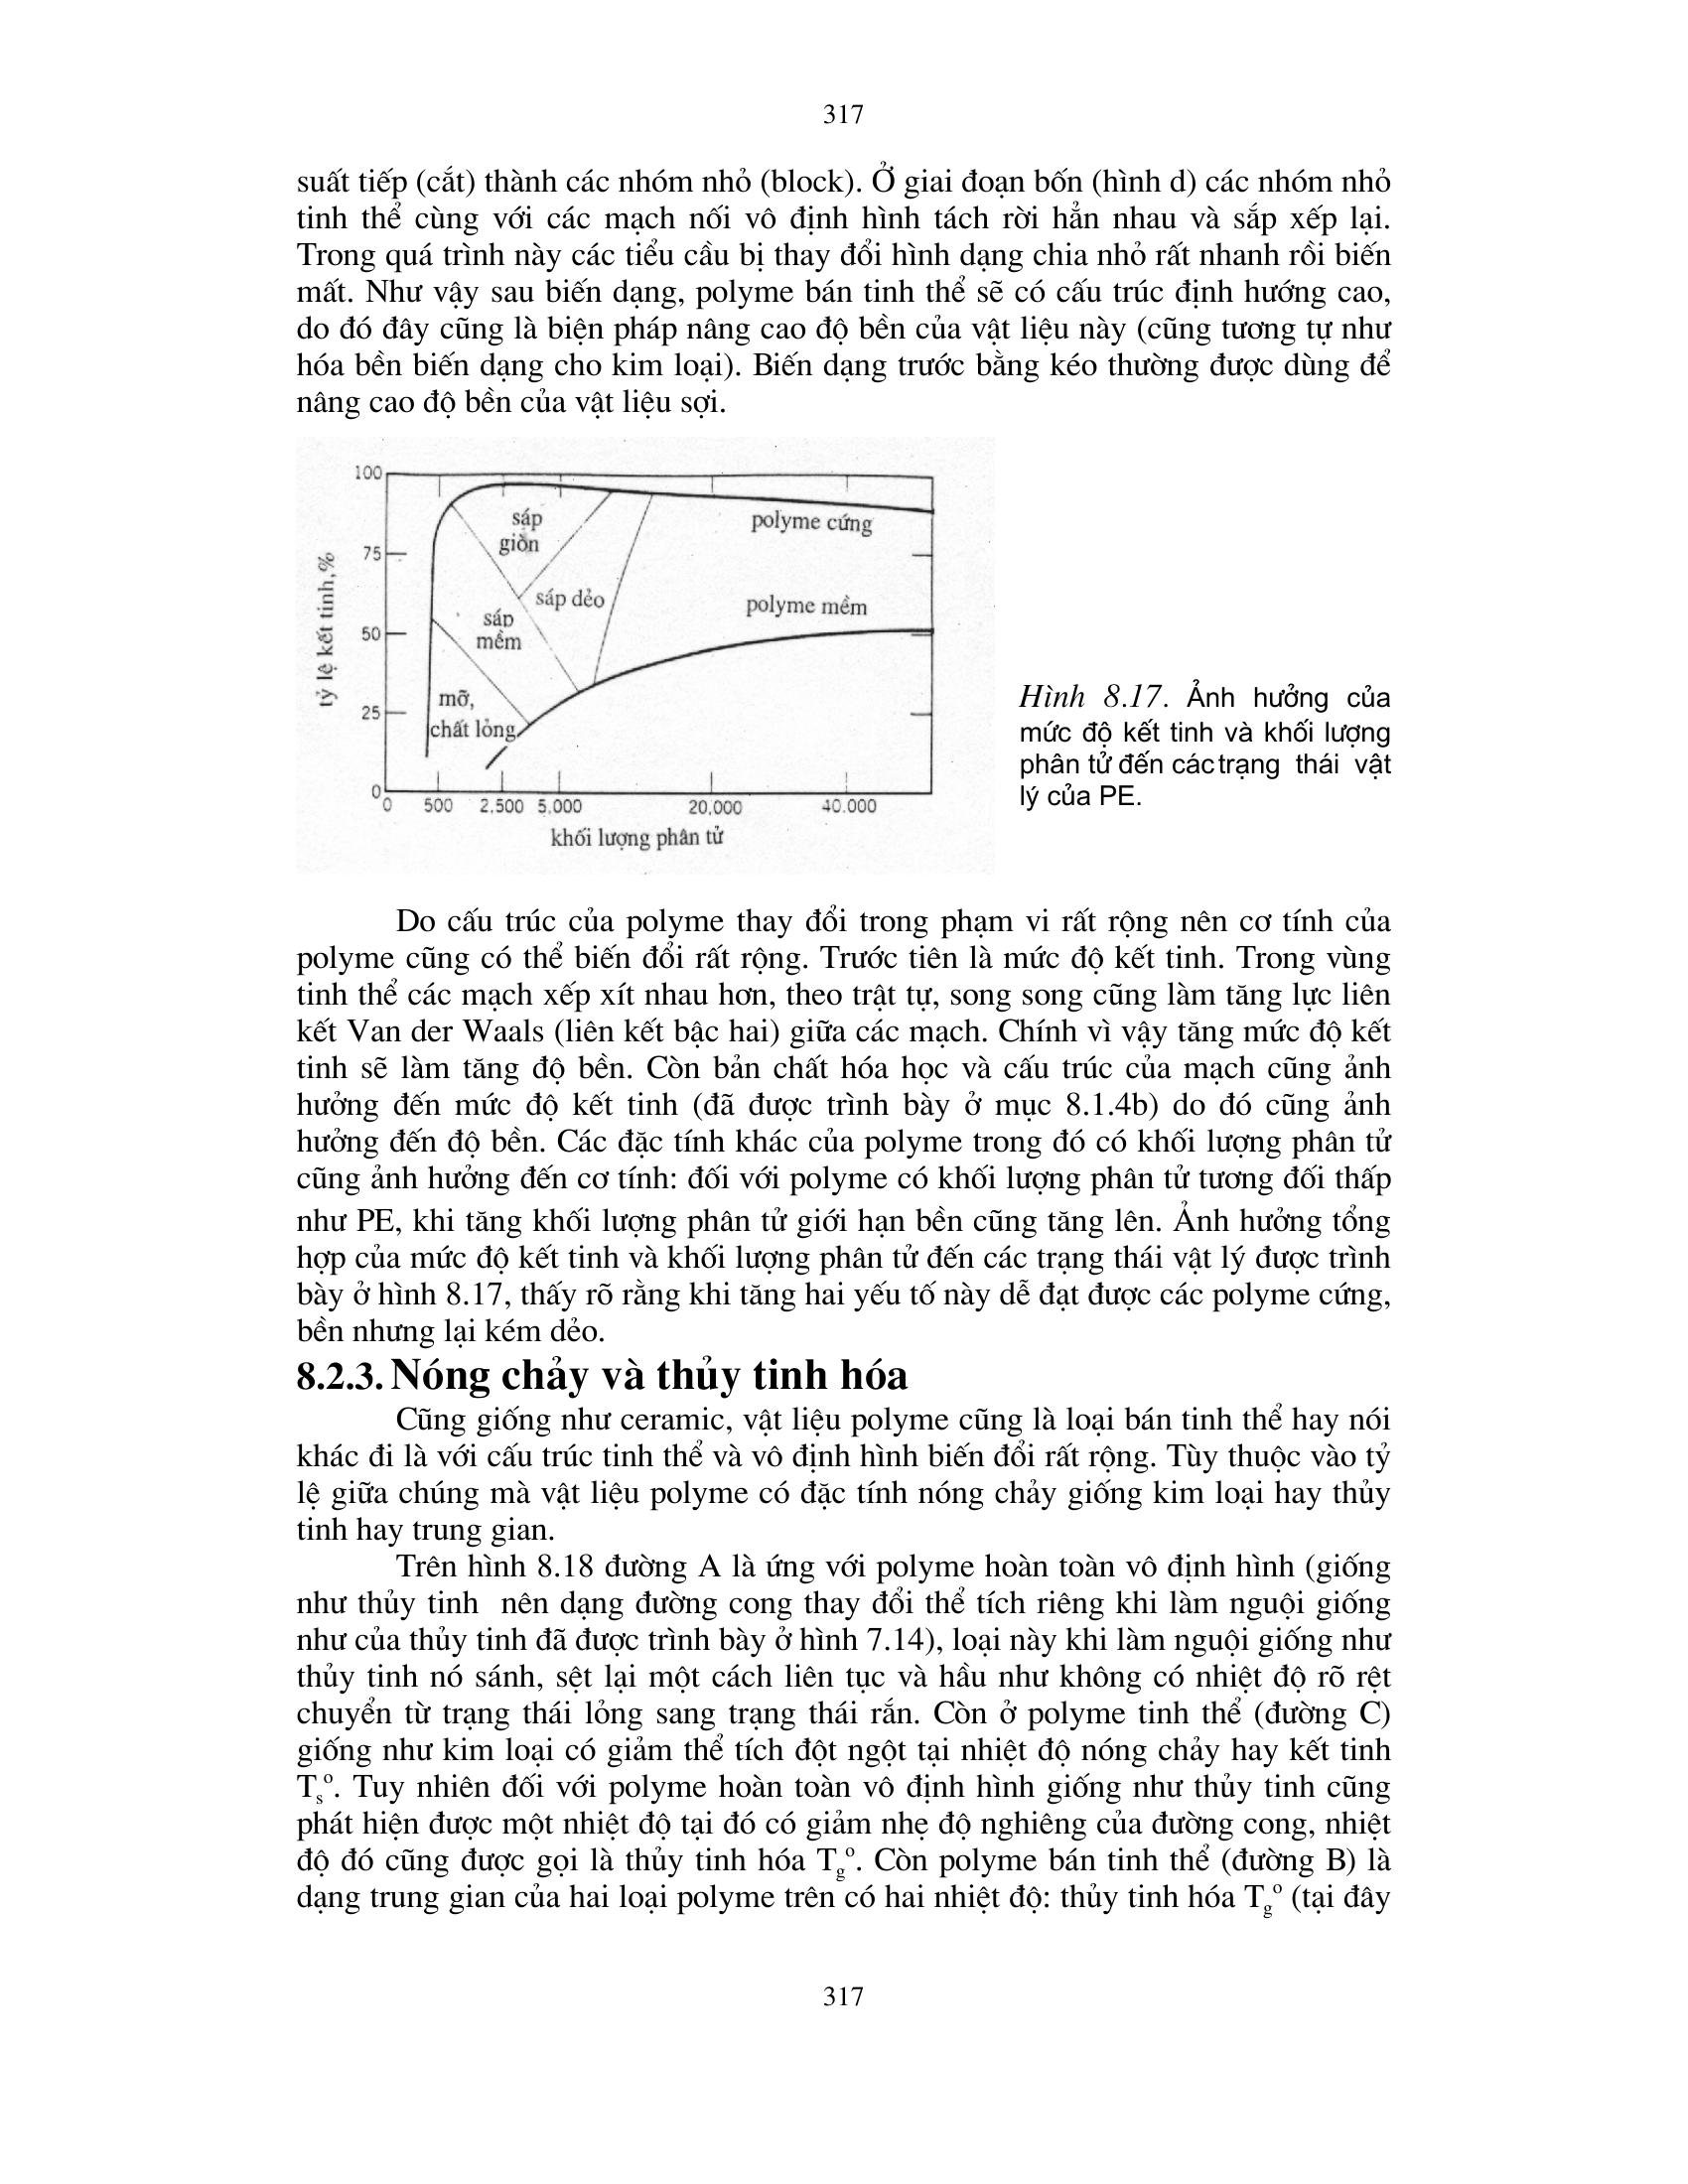 317
suất tiếp (cắt) thành các nhóm nhỏ (block). Ở giai đoạn bốn (hình d) các nhóm nhỏ
tinh thể cùng với các mạch nối vô định hình tách rời hẳn nhau và sắp xếp lại.
Trong quá trình này các tiểu cầu bị thay đổi hình dạng chia nhỏ rất nhanh rồi biến
mất. Như vậy sau biến dạng, polyme bán tinh thể sẽ có cấu trúc định hướng cao,
do đó đây cũng là biện pháp nâng cao độ bền của vật liệu này (cũng tương tự như
hóa bền biến dạng cho kim loại). Biến dạng trước bằng kéo thường được dùng để
nâng cao độ bền của vật liệu sợi.
100
75
50
25
0
tỷ lệ kết tinh,%
sáp
giòn
sáp dẻo
sáp
mềm
mỡ,
chất lỏng
polyme cứng
polyme mềm
0 500 2.500 5.000 20,000 40.000
khối lượng phân tử
Hình 8.17. Ảnh hưởng của
mức độ kết tinh và khối lượng
phân tử đến các trạng thái vật
lý của PE.
Do cấu trúc của polyme thay đổi trong phạm vi rất rộng nên cơ tính của
polyme cũng có thể biến đổi rất rộng. Trước tiên là mức độ kết tinh. Trong vùng
tinh thể các mạch xếp xít nhau hơn, theo trật tự, song song cũng làm tăng lực liên
kết Van der Waals (liên kết bậc hai) giữa các mạch. Chính vì vậy tăng mức độ kết
tinh sẽ làm tăng độ bền. Còn bản chất hóa học và cấu trúc của mạch cũng ảnh
hưởng đến mức độ kết tinh (đã được trình bày ở mục 8.1.4b) do đó cũng ảnh
hưởng đến độ bền. Các đặc tính khác của polyme trong đó có khối lượng phân tử
cũng ảnh hưởng đến cơ tính: đối với polyme có khối lượng phân tử tương đối thấp
như PE, khi tăng khối lượng phân tử giới hạn bền cũng tăng lên. Ảnh hưởng tổng
hợp của mức độ kết tinh và khối lượng phân tử đến các trạng thái vật lý được trình
bày ở hình 8.17, thấy rõ rằng khi tăng hai yếu tố này dễ đạt được các polyme cứng,
bền nhưng lại kém dẻo.
8.2.3. Nóng chảy và thủy tinh hóa
Cũng giống như ceramic, vật liệu polyme cũng là loại bán tinh thể hay nói
khác đi là với cấu trúc tinh thể và vô định hình biến đổi rất rộng. Tùy thuộc vào tỷ
lệ giữa chúng mà vật liệu polyme có đặc tính nóng chảy giống kim loại hay thủy
tinh hay trung gian.
Trên hình 8.18 đường A là ứng với polyme hoàn toàn vô định hình (giống
như thủy tinh nên dạng đường cong thay đổi thể tích riêng khi làm nguội giống
như của thủy tinh đã được trình bày ở hình 7.14), loại này khi làm nguội giống như
thủy tinh nó sánh, sệt lại một cách liên tục và hầu như không có nhiệt độ rõ rệt
chuyển từ trạng thái lỏng sang trạng thái rắn. Còn ở polyme tinh thể (đường C)
giống như kim loại có giảm thể tích đột ngột tại nhiệt độ nóng chảy hay kết tinh
Tsº. Tuy nhiên đối với polyme hoàn toàn vô định hình giống như thủy tinh cũng
phát hiện được một nhiệt độ tại đó có giảm nhẹ độ nghiêng của đường cong, nhiệt
độ đó cũng được gọi là thủy tinh hóa Tgº. Còn polyme bán tinh thể (đường B) là
dạng trung gian của hai loại polyme trên có hai nhiệt độ: thủy tinh hóa Tgº (tại đây
317